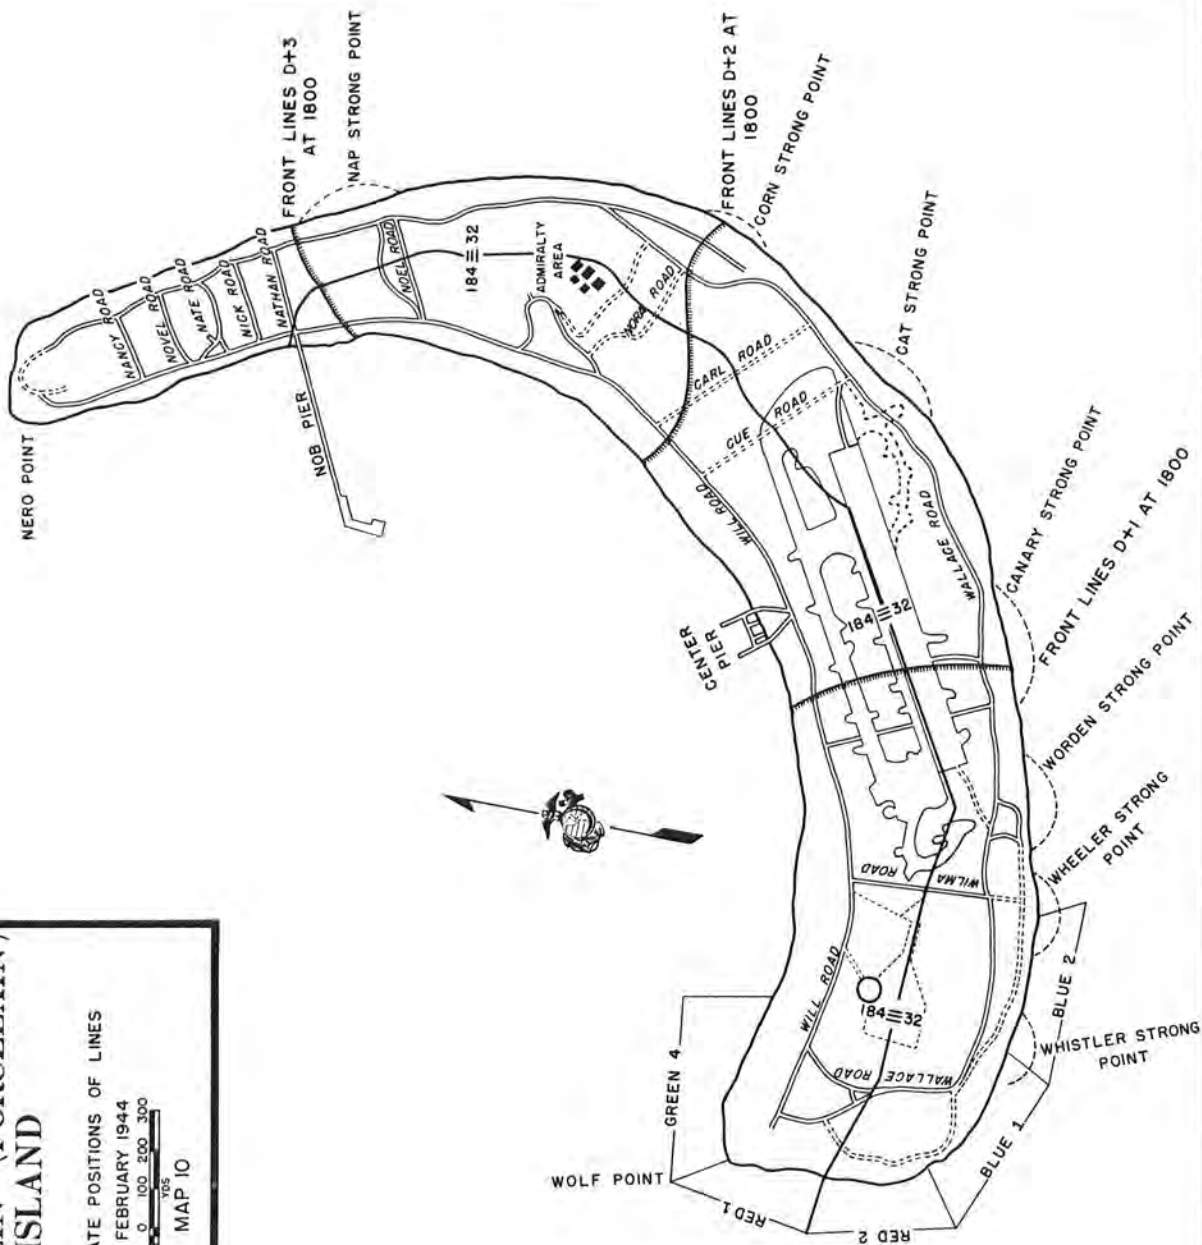 NERO POINT
NANCY ROAD
NOVEL ROAD
NATE ROAD
NICK ROAD
NATHAN ROAD
FRONT LINES D+3
AT 1800
NAP STRONG POINT
NOB PIER
NOEL ROAD
184 32
ADMIRALTY
AREA
NORA ROAD
FRONT LINES D+2 AT
1800
CORN STRONG POINT
CARL ROAD
CUE ROAD
CAT STRONG POINT
WILL ROAD
WALLACE ROAD
CANARY STRONG POINT
CENTER
PIER
184 32
FRONT LINES D+1 AT 1800
WORDEN STRONG POINT
WHEELER STRONG
POINT
WILMA ROAD
WILL ROAD
184 32
WALLACE ROAD
WHISTLER STRONG
POINT
GREEN 4
WOLF POINT
RED 1
RED 2
BLUE 1
BLUE 2
ISLAND
POSITIONS OF LINES
FEBRUARY 1944
0 100 200 300
YDS
MAP 10